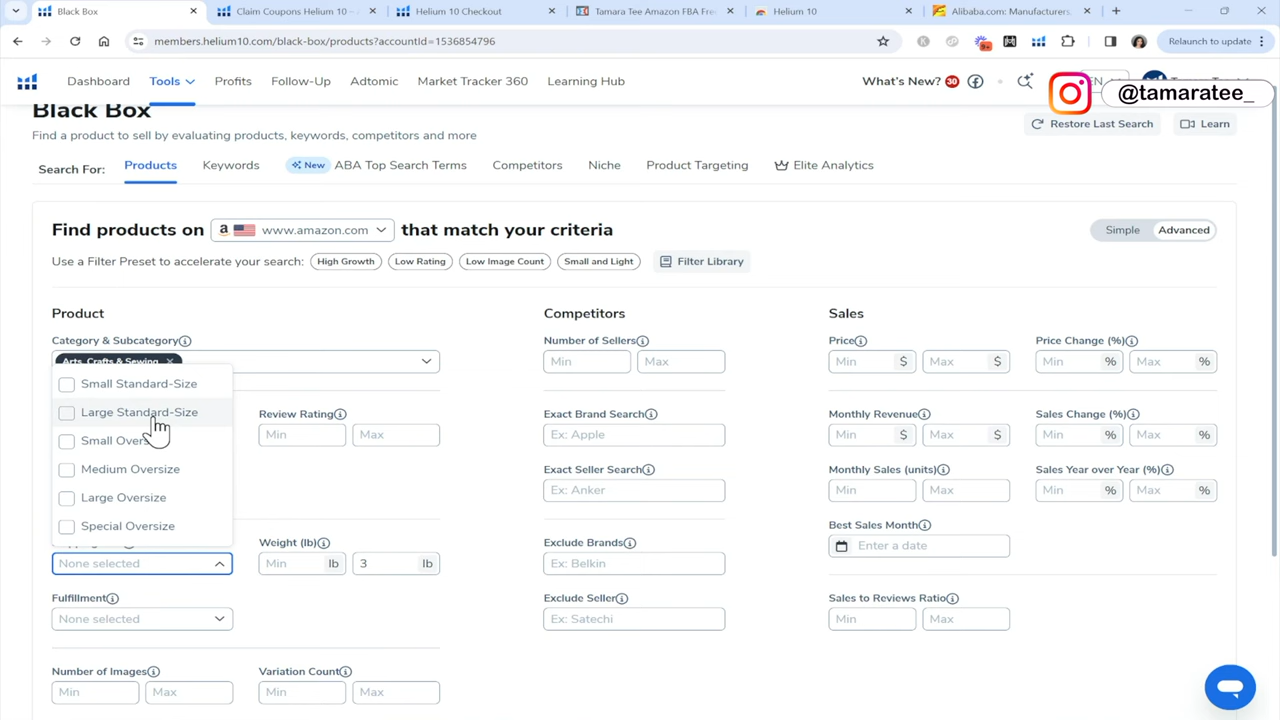 Black Box
Claim Coupons Helium 10 –
Helium 10 Checkout
Tamara Tee Amazon FBA Fre
Helium 10
Alibaba.com: Manufacturers
members.helium10.com/black-box/products?accountId=1536854796
9+
Relaunch to update
Dashboard
Tools
Profits
Follow-Up
Adtomic
Market Tracker 360
Learning Hub
What's New? 30
EN
@tamaratee_
Black Box
Find a product to sell by evaluating products, keywords, competitors and more
Restore Last Search
Learn
Search For:
Products
Keywords
New
ABA Top Search Terms
Competitors
Niche
Product Targeting
Elite Analytics
Find products on
a
www.amazon.com
that match your criteria
Simple
Advanced
Use a Filter Preset to accelerate your search:
High Growth
Low Rating
Low Image Count
Small and Light
Filter Library
Product
Competitors
Sales
Category & Subcategory
Number of Sellers
Price
Price Change (%)
Arts, Crafts & Sewing
Min
Max
Min $
Max $
Min %
Max %
Small Standard-Size
Large Standard-Size
Small Overs
Medium Oversize
Large Oversize
Special Oversize
Review Rating
Exact Brand Search
Monthly Revenue
Sales Change (%)
Min
Max
Ex: Apple
Min $
Max $
Min %
Max %
Exact Seller Search
Monthly Sales (units)
Sales Year over Year (%)
Ex: Anker
Min
Max
Min %
Max %
Best Sales Month
Enter a date
Weight (lb)
Exclude Brands
None selected
Min lb
3 lb
Ex: Belkin
Fulfillment
Exclude Seller
Sales to Reviews Ratio
None selected
Ex: Satechi
Min
Max
Number of Images
Variation Count
Min
Max
Min
Max